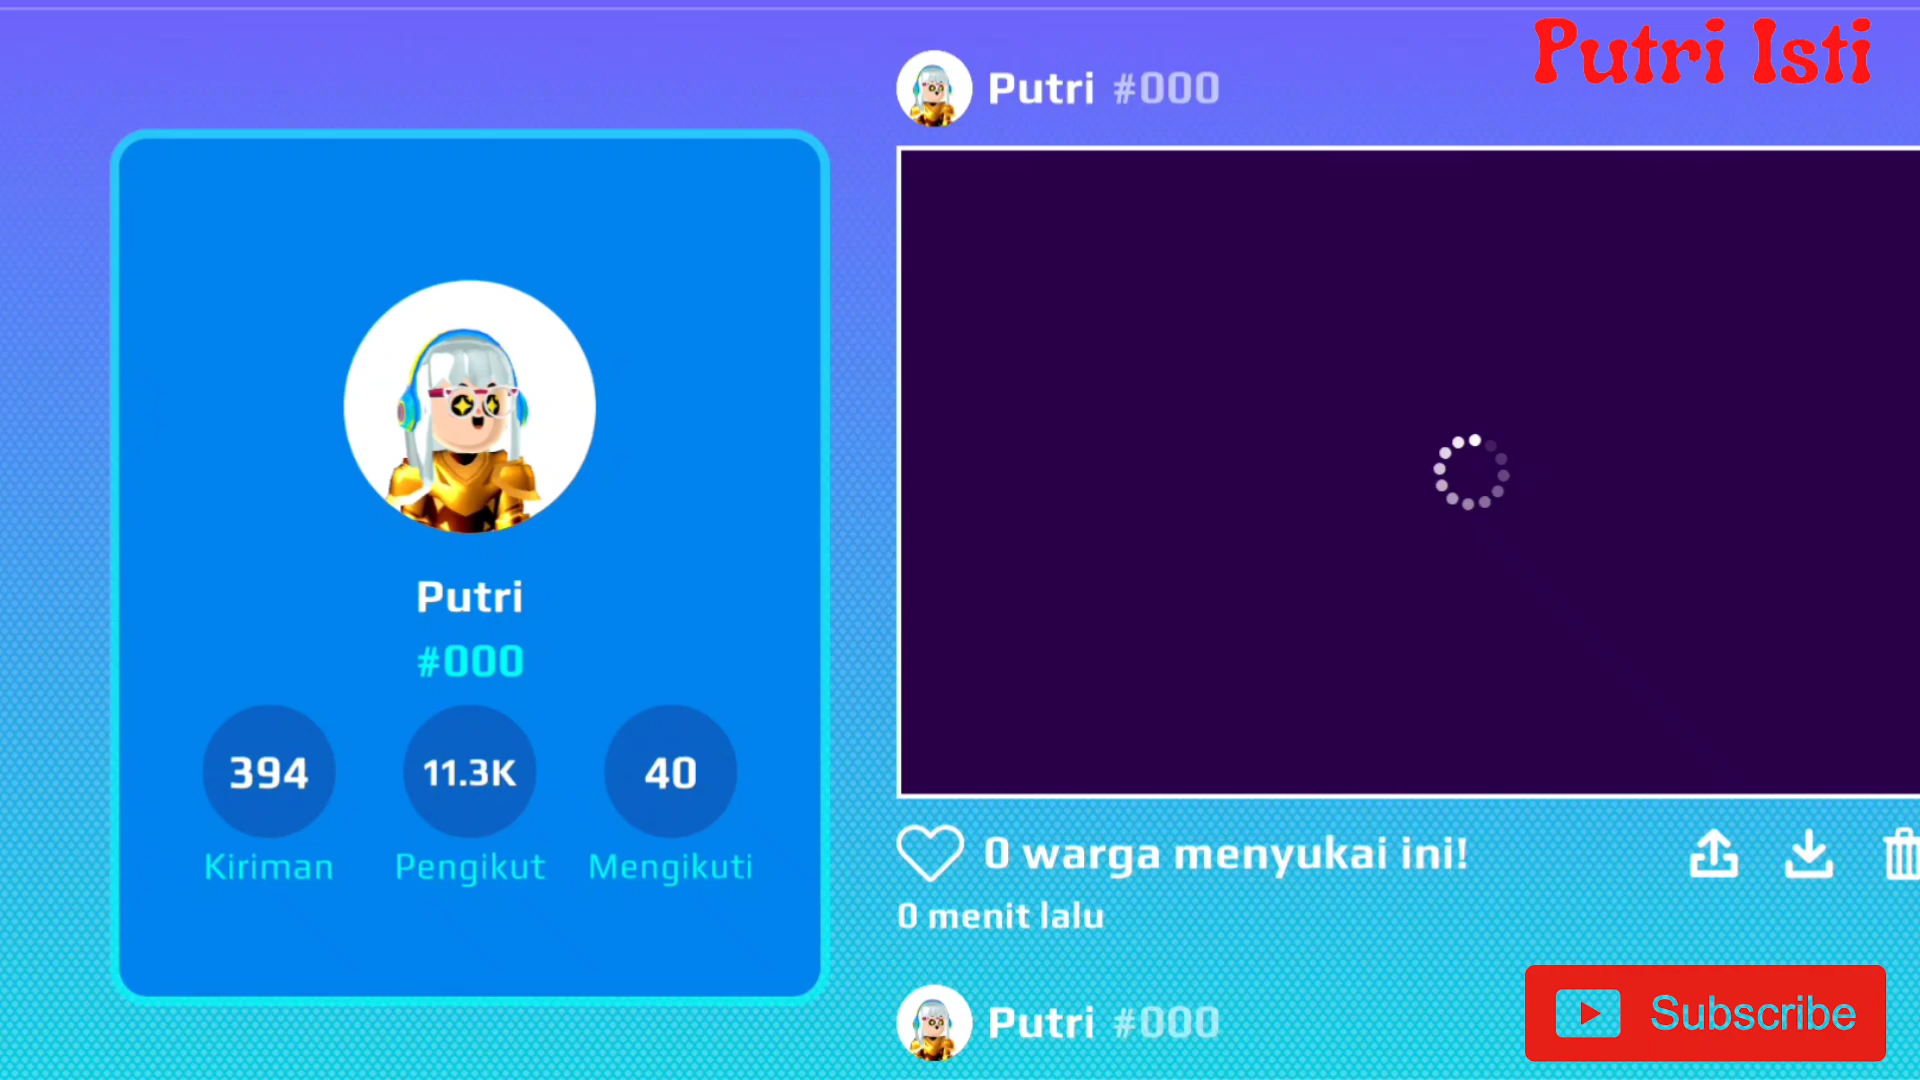 Putri Isti
Putri #000
Putri
#000
394
11.3K
40
Kiriman
Pengikut
Mengikuti
0 warga menyukai ini!
0 menit lalu
Putri #000
Subscribe